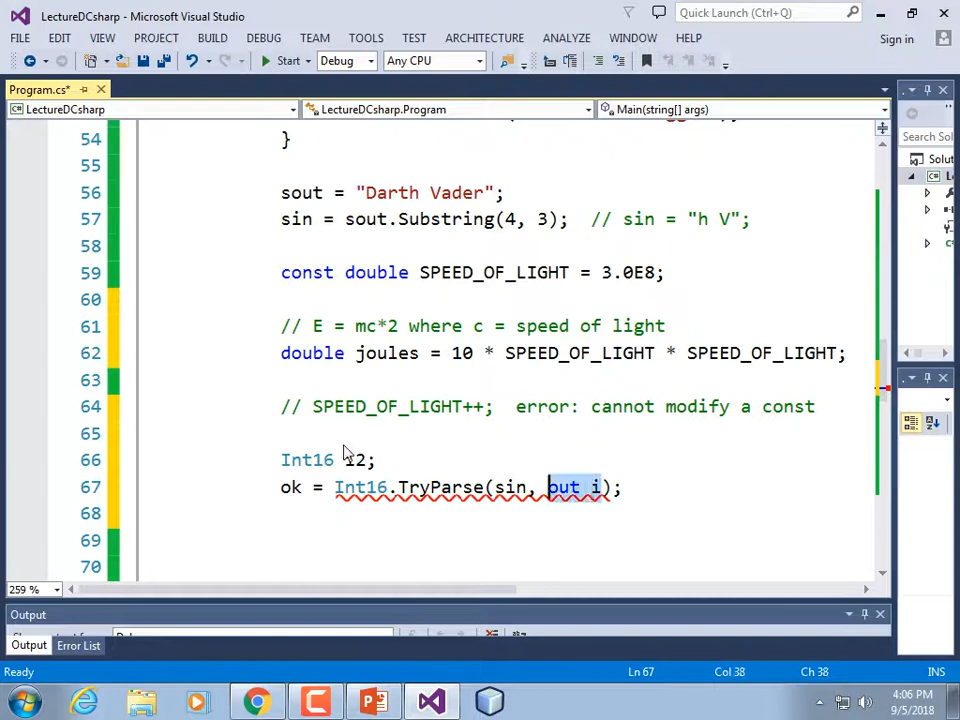 LectureDCsharp - Microsoft Visual Studio
Quick Launch (Ctrl+Q)
FILE EDIT VIEW PROJECT BUILD DEBUG TEAM TOOLS TEST ARCHITECTURE ANALYZE WINDOW HELP
Sign in
Start Debug Any CPU
Program.cs*
LectureDCsharp LectureDCsharp.Program Main(string[] args)
Search Sol
Solut
54 }
55
56 sout = "Darth Vader";
57 sin = sout.Substring(4, 3); // sin = "h V";
58
59 const double SPEED_OF_LIGHT = 3.0E8;
60
61 // E = mc*2 where c = speed of light
62 double joules = 10 * SPEED_OF_LIGHT * SPEED_OF_LIGHT;
63
64 // SPEED_OF_LIGHT++; error: cannot modify a const
65
66 Int16 i2;
67 ok = Int16.TryParse(sin, out i);
68
70
259 %
Output
Output Error List
Ready Ln 67 Col 38 Ch 38 INS
4:06 PM
9/5/2018